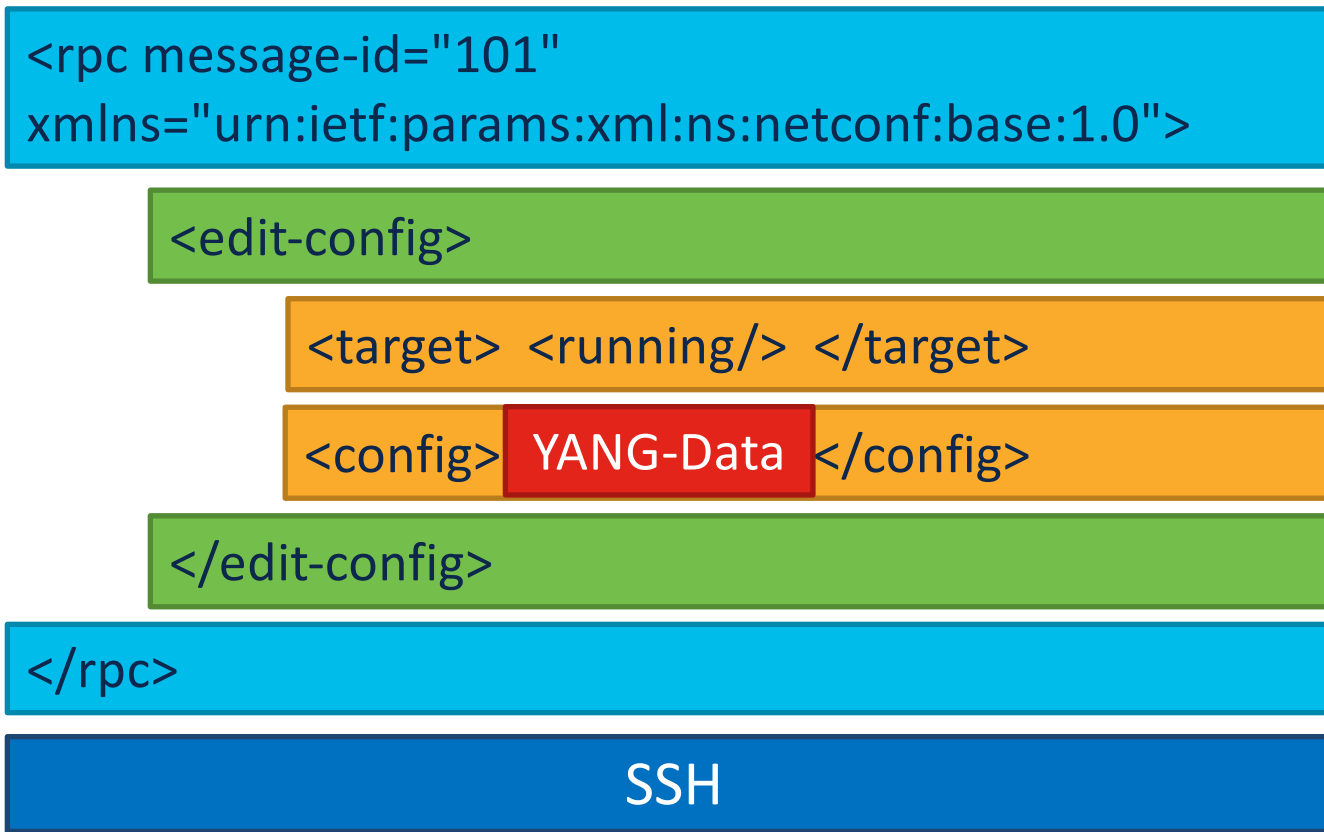 <rpc message-id="101"
xmlns="urn:ietf:params:xml:ns:netconf:base:1.0">
<edit-config>
<target> <running/> </target>
<config> YANG-Data </config>
</edit-config>
</rpc>
SSH